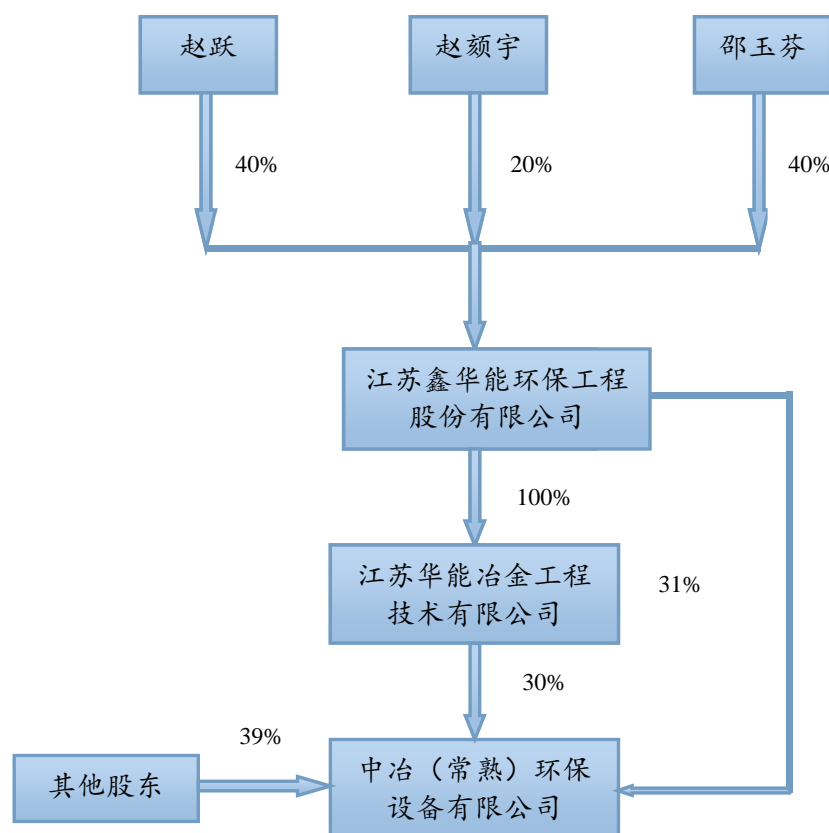 赵跃
赵颏宇
邵玉芬
40%
20%
40%
江苏鑫华能环保工程
股份有限公司
100%
江苏华能冶金工程
技术有限公司
31%
30%
39%
其他股东
中冶（常熟）环保
设备有限公司